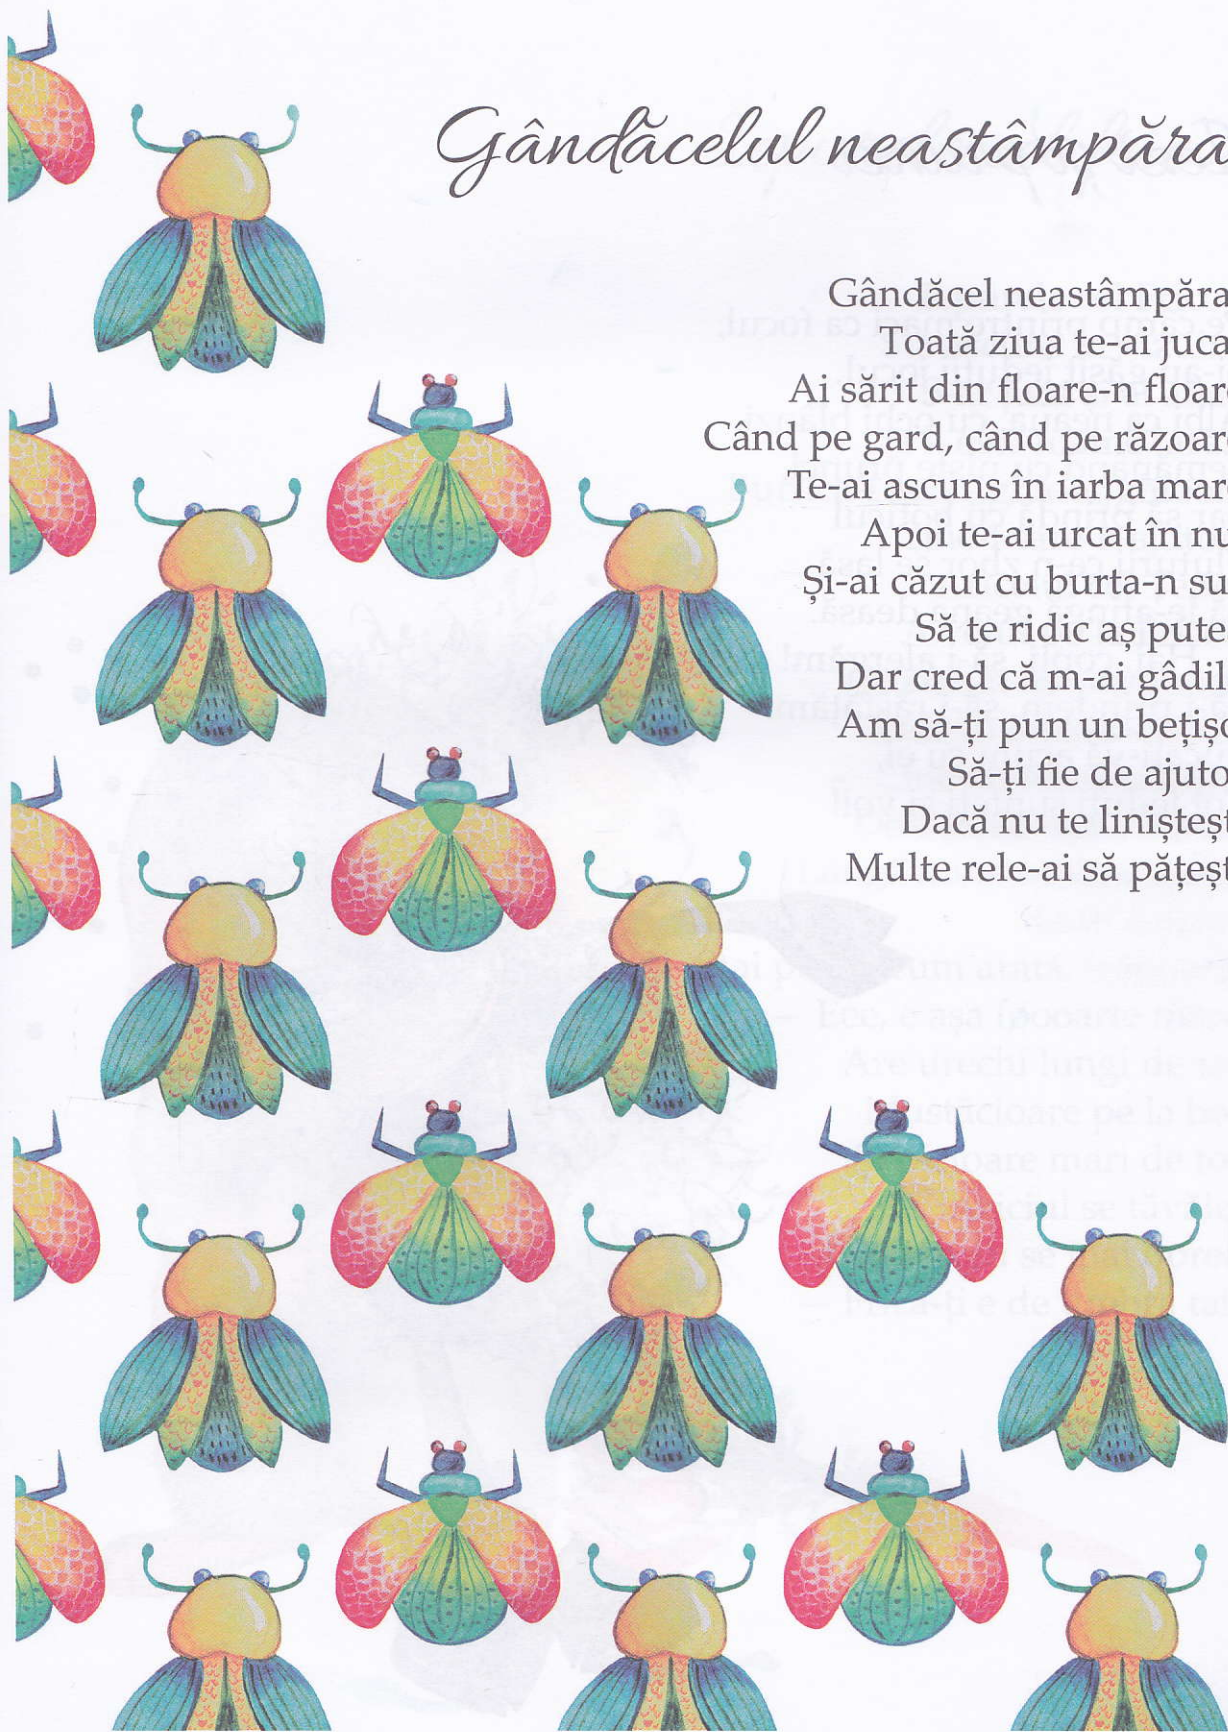 Gândăcelul neastâmpăra
Gândăcel neastâmpăra
Toată ziua te-ai juca
Ai sărit din floare-n floar
Când pe gard, când pe răzoar
Te-ai ascuns în iarba mar
Apoi te-ai urcat în nu
Și-ai căzut cu burta-n su
Să te ridic aș pute
Dar cred că m-ai gâdil
Am să-ți pun un bețișo
Să-ți fie de ajuto
Dacă nu te liniștest
Multe rele-ai să pățeșt